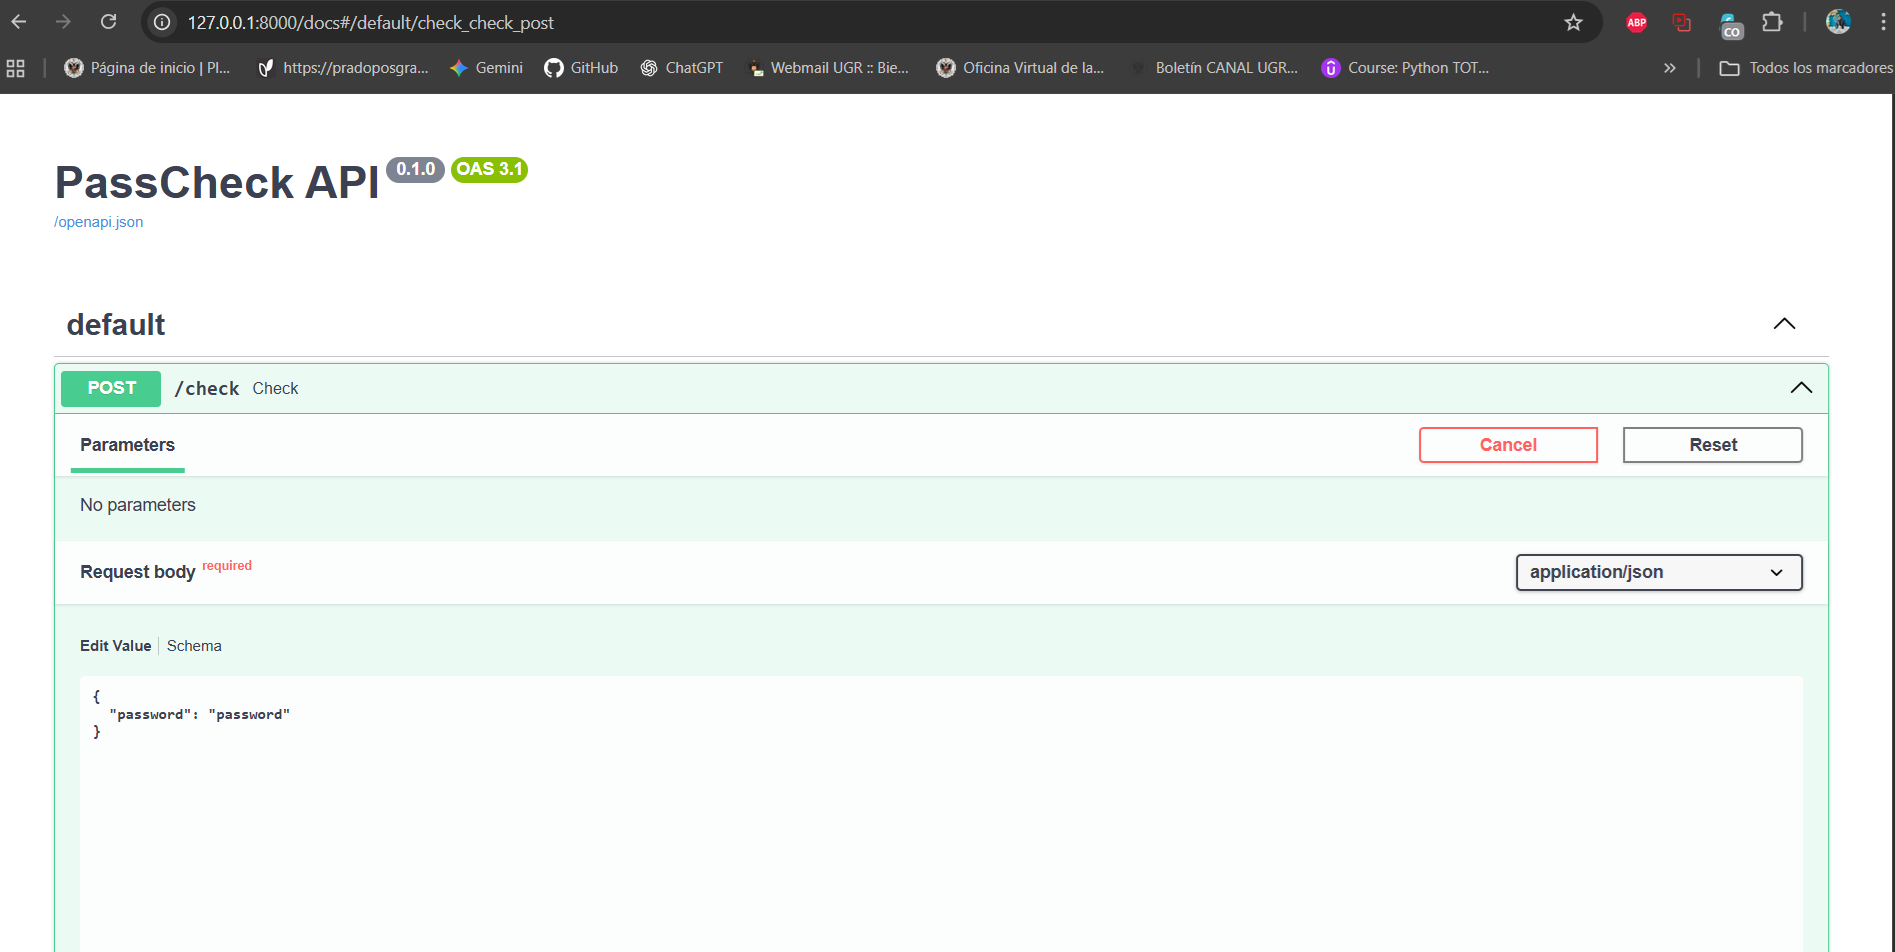 127.0.0.1:8000/docs#/default/check_check_post
ABP
CO
Página de inicio | Pl...
https://pradoposgra...
Gemini
GitHub
ChatGPT
Webmail UGR :: Bie...
Oficina Virtual de la...
Boletín CANAL UGR...
Course: Python TOT...
»
Todos los marcadores
PassCheck API 0.1.0 OAS 3.1
/openapi.json
default
POST /check Check
Parameters
Cancel
Reset
No parameters
Request body required
application/json
Edit Value | Schema
{
"password": "password"
}